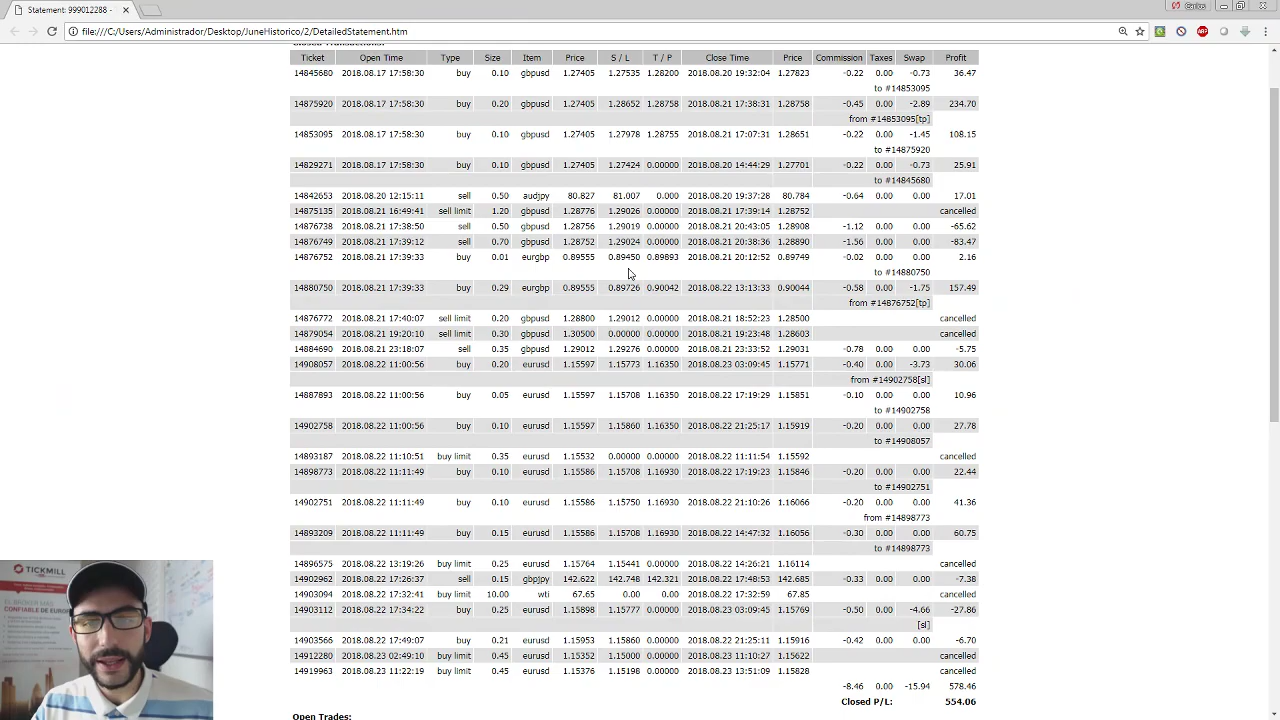 Statement: 999012288 -
Carlos
file:///C:/Users/Administrador/Desktop/JuneHistorico/2/DetailedStatement.htm
Closed Transactions:
Ticket Open Time Type Size Item Price S / L T / P Close Time Price Commission Taxes Swap Profit
14845680 2018.08.17 17:58:30 buy 0.10 gbpusd 1.27405 1.27535 1.28200 2018.08.20 19:32:04 1.27823 -0.22 0.00 -0.73 36.47
to #14853095
14875920 2018.08.17 17:58:30 buy 0.20 gbpusd 1.27405 1.28652 1.28758 2018.08.21 17:38:31 1.28758 -0.45 0.00 -2.89 234.70
from #14853095[tp]
14853095 2018.08.17 17:58:30 buy 0.10 gbpusd 1.27405 1.27978 1.28755 2018.08.21 17:07:31 1.28651 -0.22 0.00 -1.45 108.15
to #14875920
14829271 2018.08.17 17:58:30 buy 0.10 gbpusd 1.27405 1.27424 0.00000 2018.08.20 14:44:29 1.27701 -0.22 0.00 -0.73 25.91
to #14845680
14842653 2018.08.20 12:15:11 sell 0.50 audjpy 80.827 81.007 0.000 2018.08.20 19:37:28 80.784 -0.64 0.00 0.00 17.01
14875135 2018.08.21 16:49:41 sell limit 1.20 gbpusd 1.28776 1.29026 0.00000 2018.08.21 17:39:14 1.28752 cancelled
14876738 2018.08.21 17:38:50 sell 0.50 gbpusd 1.28756 1.29019 0.00000 2018.08.21 20:43:05 1.28908 -1.12 0.00 0.00 -65.62
14876749 2018.08.21 17:39:12 sell 0.70 gbpusd 1.28752 1.29024 0.00000 2018.08.21 20:38:36 1.28890 -1.56 0.00 0.00 -83.47
14876752 2018.08.21 17:39:33 buy 0.01 eurgbp 0.89555 0.89450 0.89893 2018.08.21 20:12:52 0.89749 -0.02 0.00 0.00 2.16
to #14880750
14880750 2018.08.21 17:39:33 buy 0.29 eurgbp 0.89555 0.89726 0.90042 2018.08.22 13:13:33 0.90044 -0.58 0.00 -1.75 157.49
from #14876752[tp]
14876772 2018.08.21 17:40:07 sell limit 0.20 gbpusd 1.28800 1.29012 0.00000 2018.08.21 18:52:23 1.28500 cancelled
14879054 2018.08.21 19:20:10 sell limit 0.30 gbpusd 1.30500 0.00000 0.00000 2018.08.21 19:23:48 1.28603 cancelled
14884690 2018.08.21 23:18:07 sell 0.35 gbpusd 1.29012 1.29276 0.00000 2018.08.21 23:33:52 1.29031 -0.78 0.00 0.00 -5.75
14908057 2018.08.22 11:00:56 buy 0.20 eurusd 1.15597 1.15773 1.16350 2018.08.23 03:09:45 1.15771 -0.40 0.00 -3.73 30.06
from #14902758[sl]
14887893 2018.08.22 11:00:56 buy 0.05 eurusd 1.15597 1.15708 1.16350 2018.08.22 17:19:29 1.15851 -0.10 0.00 0.00 10.96
to #14902758
14902758 2018.08.22 11:00:56 buy 0.10 eurusd 1.15597 1.15860 1.16350 2018.08.22 21:25:17 1.15919 -0.20 0.00 0.00 27.78
to #14908057
14893187 2018.08.22 11:10:51 buy limit 0.35 eurusd 1.15532 0.00000 0.00000 2018.08.22 11:11:54 1.15592 cancelled
14898773 2018.08.22 11:11:49 buy 0.10 eurusd 1.15586 1.15708 1.16930 2018.08.22 17:19:23 1.15846 -0.20 0.00 0.00 22.44
to #14902751
14902751 2018.08.22 11:11:49 buy 0.10 eurusd 1.15586 1.15750 1.16930 2018.08.22 21:10:26 1.16066 -0.20 0.00 0.00 41.36
from #14898773
14893209 2018.08.22 11:11:49 buy 0.15 eurusd 1.15586 1.15708 1.16930 2018.08.22 14:47:32 1.16056 -0.30 0.00 0.00 60.75
to #14898773
14896575 2018.08.22 13:19:26 buy limit 0.25 eurusd 1.15764 1.15441 0.00000 2018.08.22 14:26:21 1.16114 cancelled
14902962 2018.08.22 17:26:37 sell 0.15 gbpjpy 142.622 142.748 142.321 2018.08.22 17:28:53 142.685 -0.33 0.00 0.00 -7.38
14903094 2018.08.22 17:32:41 buy limit 10.00 wti 67.65 0.00 0.00 2018.08.22 17:32:59 67.85 cancelled
2018.08.22 17:34:22 buy 0.25 eurusd 1.15898 1.15777 0.00000 1.15769 -0.50 0.00 -4.66 -27.86
[sl]
14903566 2018.08.22 17:49:07 buy 0.21 eurusd 1.15953 1.15860 0.00000 1.15916 -0.42 0.00 0.00 -6.70
14912280 2018.08.23 02:49:10 buy limit 0.45 eurusd 1.15352 1.15000 0.00000 2018.08.23 11:10:27 1.15622 cancelled
14919963 2018.08.23 11:22:19 buy limit 0.45 eurusd 1.15376 1.15198 0.00000 2018.08.23 13:51:09 1.15828 cancelled
-8.46 0.00 -15.94 578.46
Closed P/L: 554.06
Open Trades:
TICKMILL
EL BROKER MÁS
CONFIABLE DE EUROPA